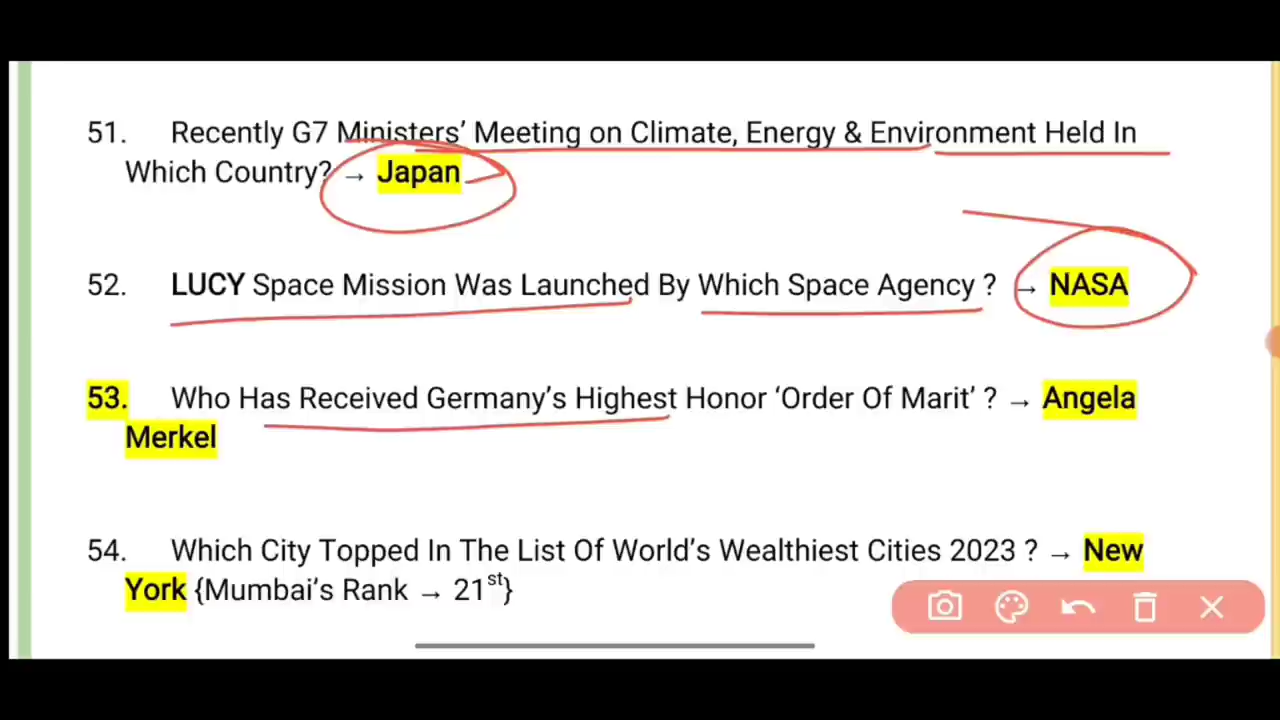 51. Recently G7 Ministers’ Meeting on Climate, Energy & Environment Held In
Which Country? → Japan
52. LUCY Space Mission Was Launched By Which Space Agency ? → NASA
53. Who Has Received Germany’s Highest Honor ‘Order Of Marit’ ? → Angela
Merkel
54. Which City Topped In The List Of World’s Wealthiest Cities 2023 ? → New
York {Mumbai’s Rank → 21st}